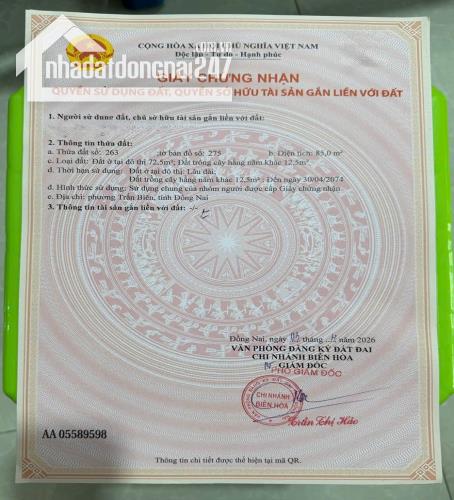 CỘNG HÒA XÃ HỘI CHỦ NGHĨA VIỆT NAM
Độc lập - Tự do - Hạnh phúc
nhadatdongnai247
GIẤY CHỨNG NHẬN
QUYỀN SỬ DỤNG ĐẤT, QUYỀN SỞ HỮU TÀI SẢN GẮN LIỀN VỚI ĐẤT
1. Người sử dụng đất, chủ sở hữu tài sản gắn liền với đất:
2. Thông tin thửa đất:
a. Thửa đất số: 263 ; tờ bản đồ số: 275 b. Diện tích: 85,0 m²
c. Loại đất: Đất ở tại đô thị 72,5m²; Đất trồng cây hằng năm khác 12,5m²
d. Thời hạn sử dụng: Đất ở tại đô thị: Lâu dài;
Đất trồng cây hằng năm khác 12,5m²: Đến ngày 30/04/2074
đ. Hình thức sử dụng: Sử dụng chung của nhóm người được cấp Giấy chứng nhận
e. Địa chỉ: phường Trấn Biên, tỉnh Đồng Nai
3. Thông tin tài sản gắn liền với đất: -/-
Đồng Nai, ngày tháng năm 2026
VĂN PHÒNG ĐĂNG KÝ ĐẤT ĐAI
CHI NHÁNH BIÊN HÒA
GIÁM ĐỐC
PHÓ GIÁM ĐỐC
CHI NHÁNH
BIÊN HÒA
Trần Thị Hảo
AA 05589598
Thông tin chi tiết được thể hiện tại mã QR.